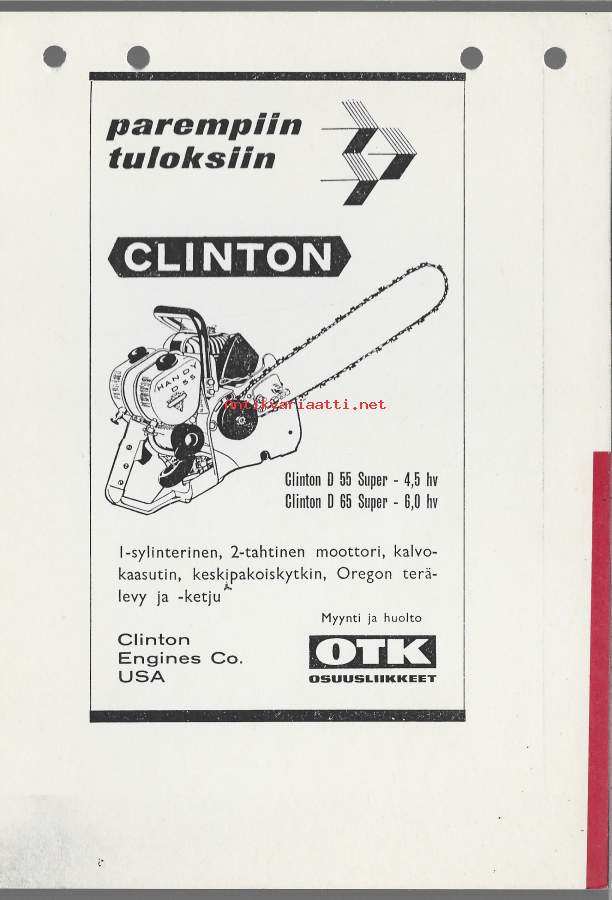 parempiin
tuloksiin
CLINTON
HANDY
D 55
antikvariaatti.net
Clinton D 55 Super - 4,5 hv
Clinton D 65 Super - 6,0 hv
1-sylinterinen, 2-tahtinen moottori, kalvo-
kaasutin, keskipakoiskytkin, Oregon terä-
levy ja -ketju
Myynti ja huolto
Clinton
Engines Co.
USA
OTK
OSUUSLIIKKEET